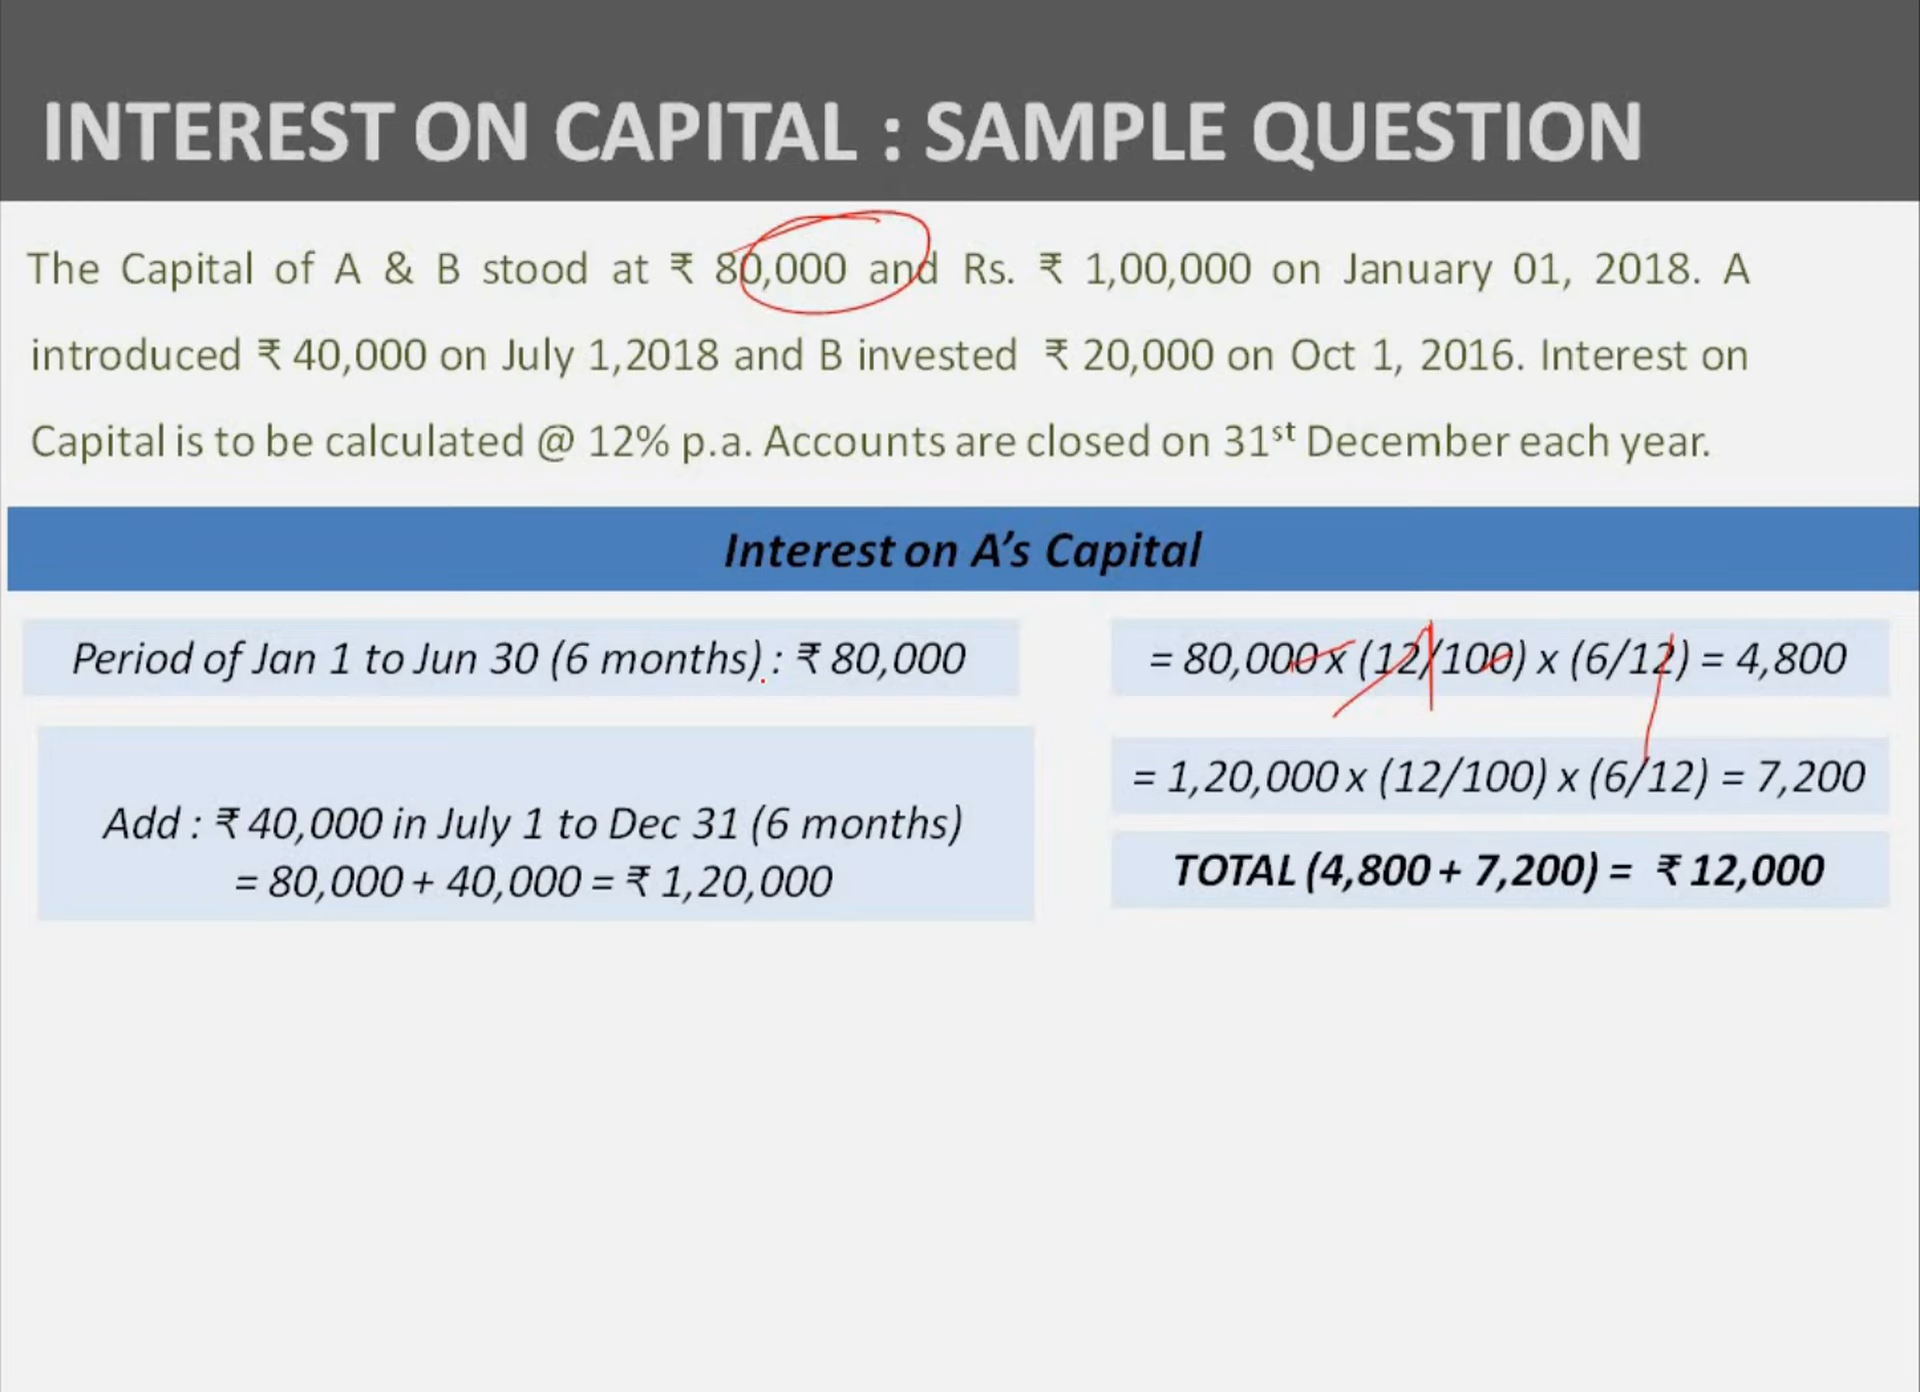 INTEREST ON CAPITAL : SAMPLE QUESTION
The Capital of A & B stood at ₹ 80,000 and Rs. ₹ 1,00,000 on January 01, 2018. A
introduced ₹ 40,000 on July 1,2018 and B invested ₹ 20,000 on Oct 1, 2016. Interest on
Capital is to be calculated @ 12% p.a. Accounts are closed on 31st December each year.
Interest on A's Capital
Period of Jan 1 to Jun 30 (6 months) : ₹ 80,000
= 80,000 x (12/100) x (6/12) = 4,800
Add : ₹ 40,000 in July 1 to Dec 31 (6 months)
= 80,000 + 40,000 = ₹ 1,20,000
= 1,20,000 x (12/100) x (6/12) = 7,200
TOTAL (4,800 + 7,200) = ₹ 12,000